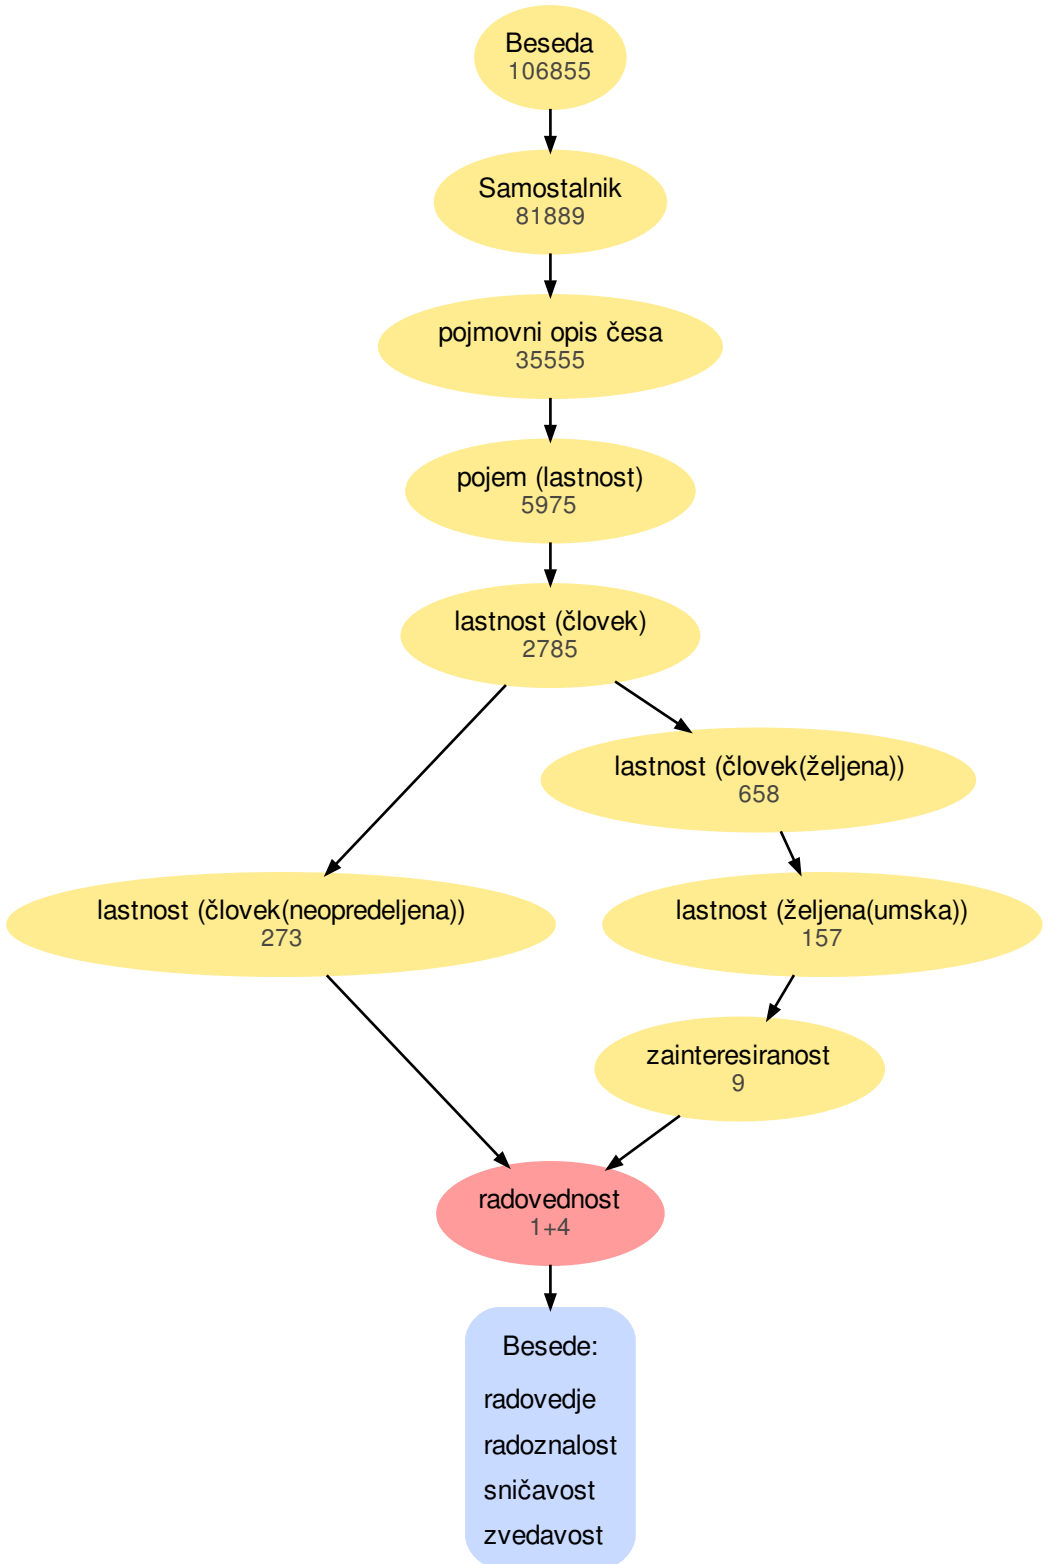 Beseda
106855
Samostalnik
81889
pojmovni opis česa
35555
pojem (lastnost)
5975
lastnost (človek)
2785
lastnost (človek(željena))
658
lastnost (človek(neopredeljena))
273
lastnost (željena(umska))
157
zainteresiranost
9
radovednost
1+4
Besede:
radovedje
radoznalost
sničavost
zvedavost